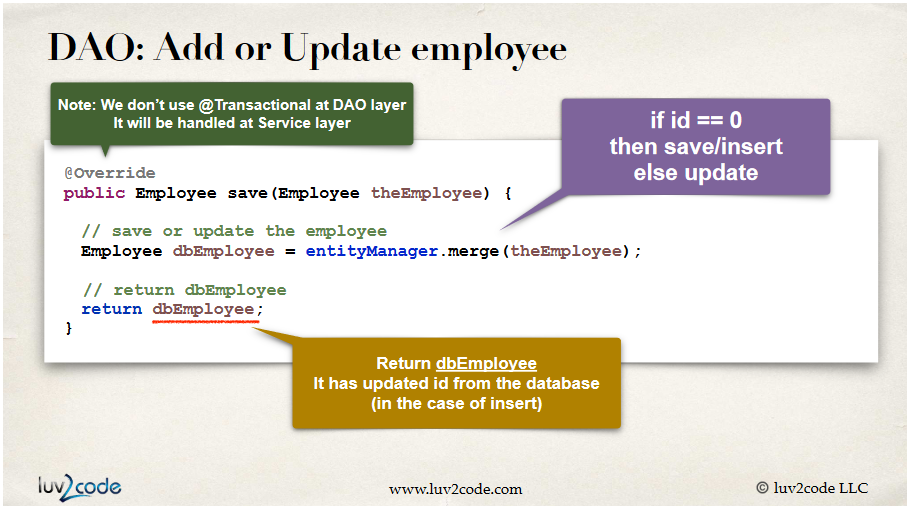 DAO: Add or Update employee
Note: We don't use @Transactional at DAO layer
It will be handled at Service layer
if id == 0
then save/insert
else update
@Override
public Employee save(Employee theEmployee) {
// save or update the employee
Employee dbEmployee = entityManager.merge(theEmployee);
// return dbEmployee
return dbEmployee;
}
Return dbEmployee
It has updated id from the database
(in the case of insert)
luv2code
www.luv2code.com
© luv2code LLC